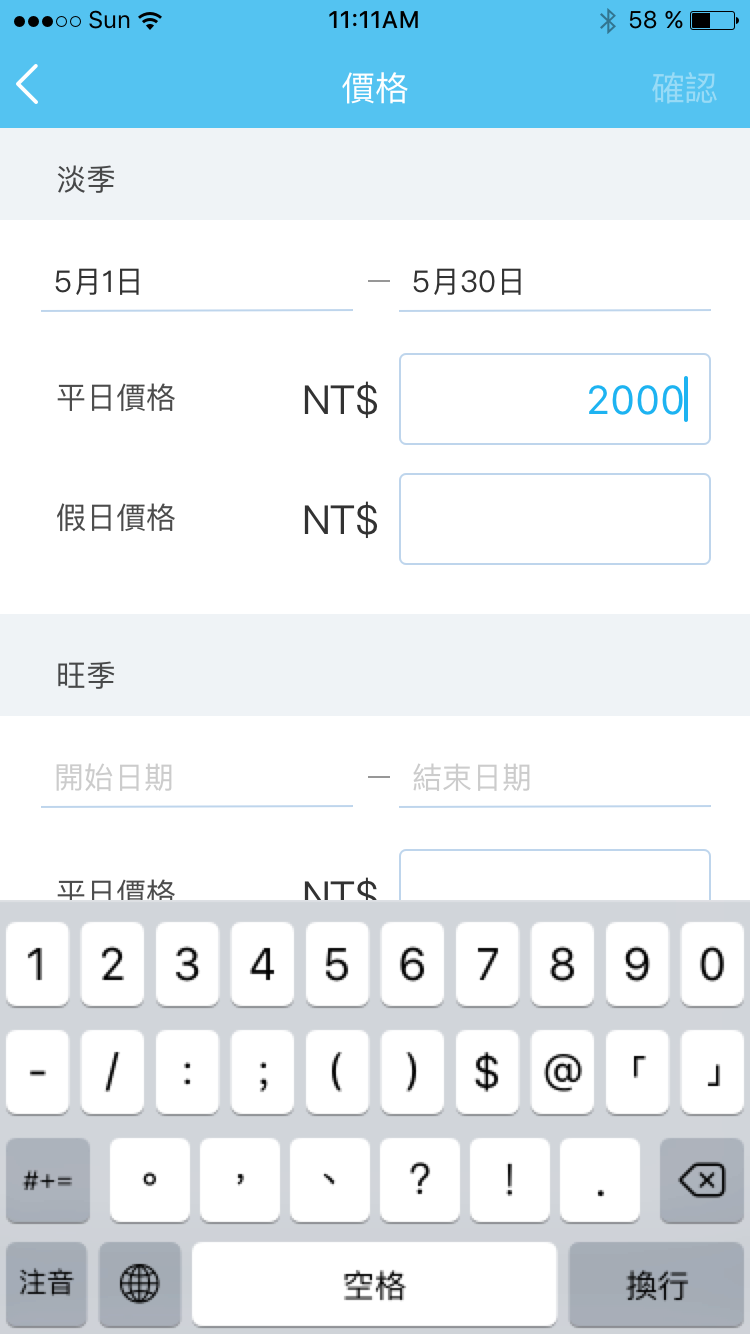 ●●●○○ Sun 11:11AM 58 %
價格 確認
淡季
5月1日 — 5月30日
平日價格 NT$ 2000
假日價格 NT$
旺季
開始日期 — 結束日期
平日價格 NT$
1 2 3 4 5 6 7 8 9 0
- / : ; ( ) $ @ 「 」
#+= 。 , 、 ? ! .
注音 空格 換行